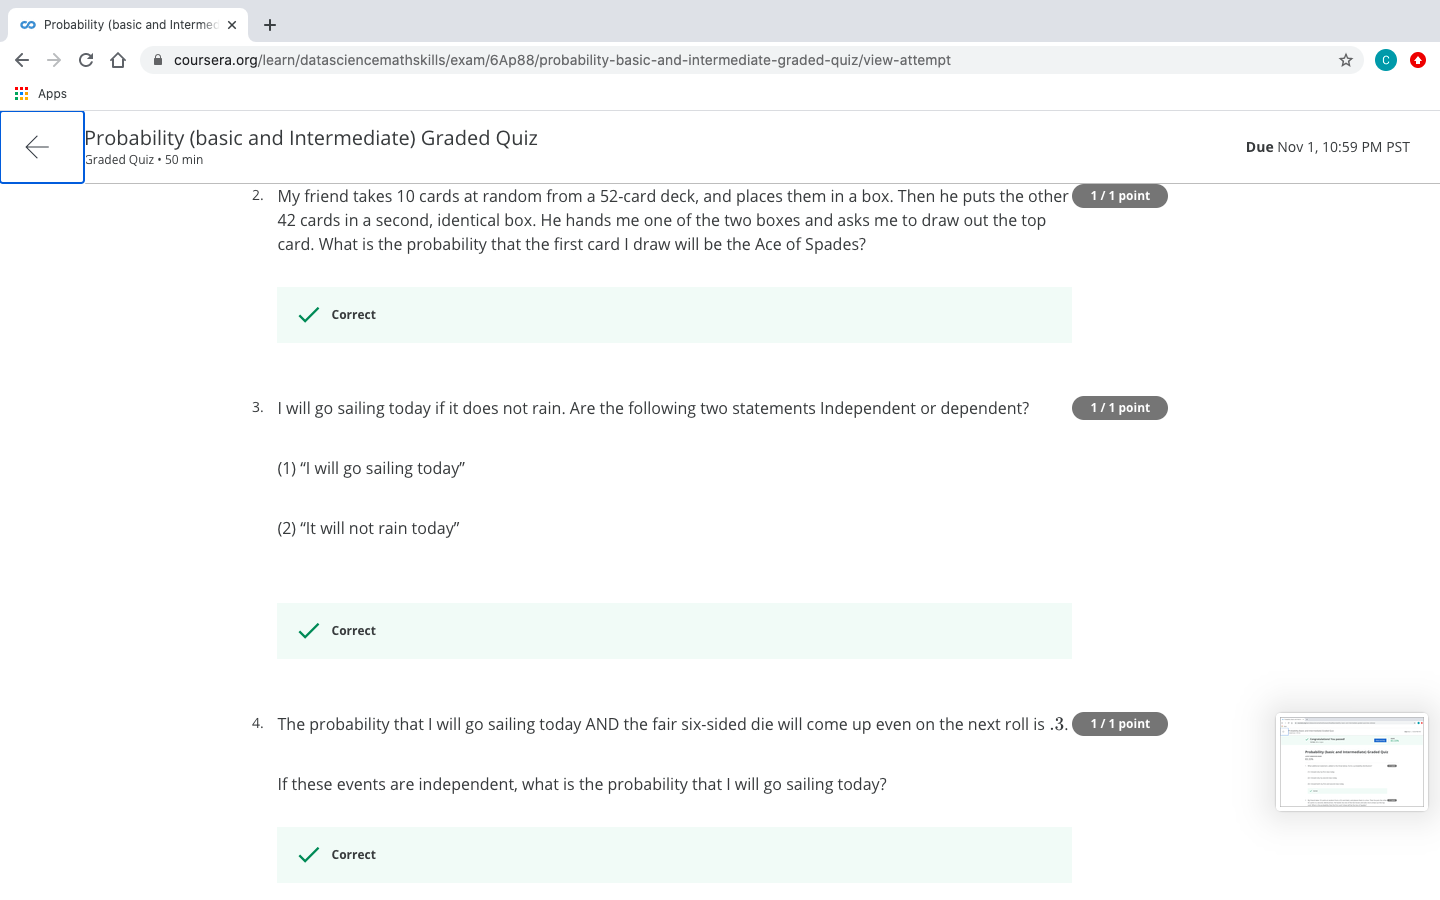 Probability (basic and Intermed
coursera.org/learn/datasciencemathskills/exam/6Ap88/probability-basic-and-intermediate-graded-quiz/view-attempt
C
Apps
Probability (basic and Intermediate) Graded Quiz
Graded Quiz • 50 min
Due Nov 1, 10:59 PM PST
2. My friend takes 10 cards at random from a 52-card deck, and places them in a box. Then he puts the other
1 / 1 point
42 cards in a second, identical box. He hands me one of the two boxes and asks me to draw out the top
card. What is the probability that the first card I draw will be the Ace of Spades?
Correct
3. I will go sailing today if it does not rain. Are the following two statements Independent or dependent?
1 / 1 point
(1) “I will go sailing today”
(2) “It will not rain today”
Correct
4. The probability that I will go sailing today AND the fair six-sided die will come up even on the next roll is .3.
1 / 1 point
If these events are independent, what is the probability that I will go sailing today?
Correct
Probability (basic and Intermediate) Graded Quiz